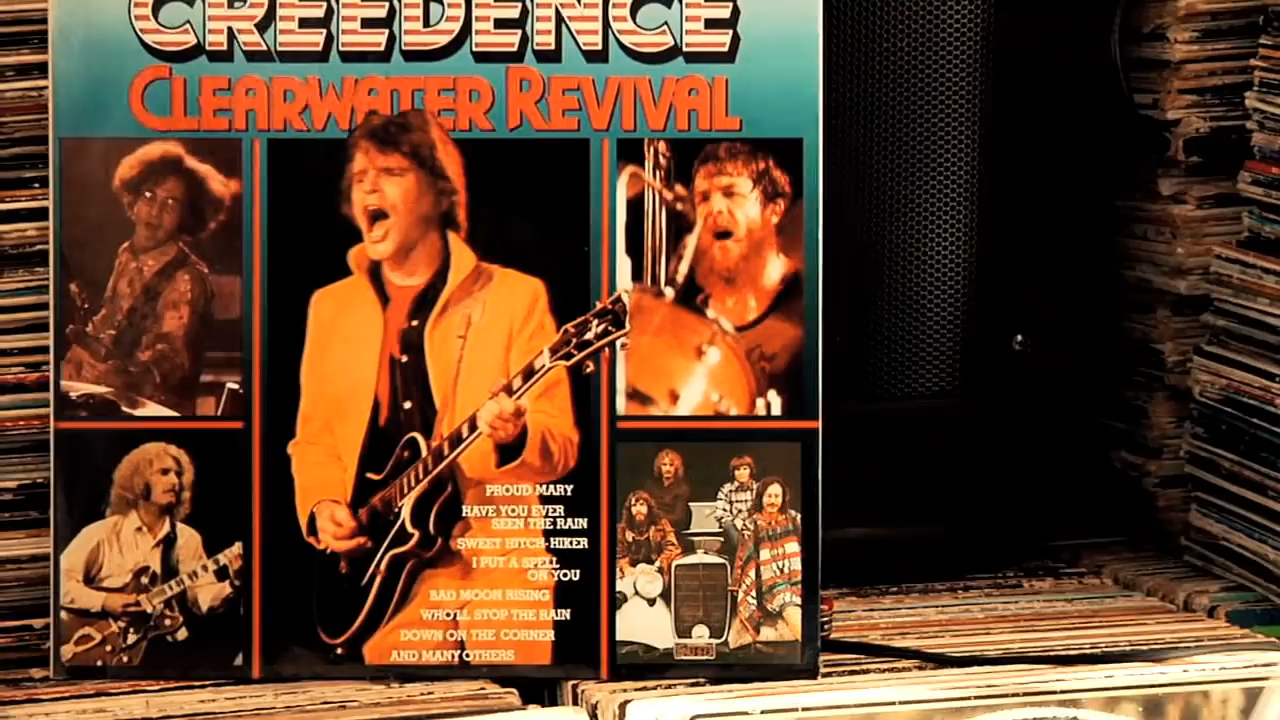 CREEDENCE
CLEARWATER REVIVAL
PROUD MARY
HAVE YOU EVER
SEEN THE RAIN
SWEET HITCH-HIKER
I PUT A SPELL
ON YOU
BAD MOON RISING
WHO'LL STOP THE RAIN
DOWN ON THE CORNER
AND MANY OTHERS